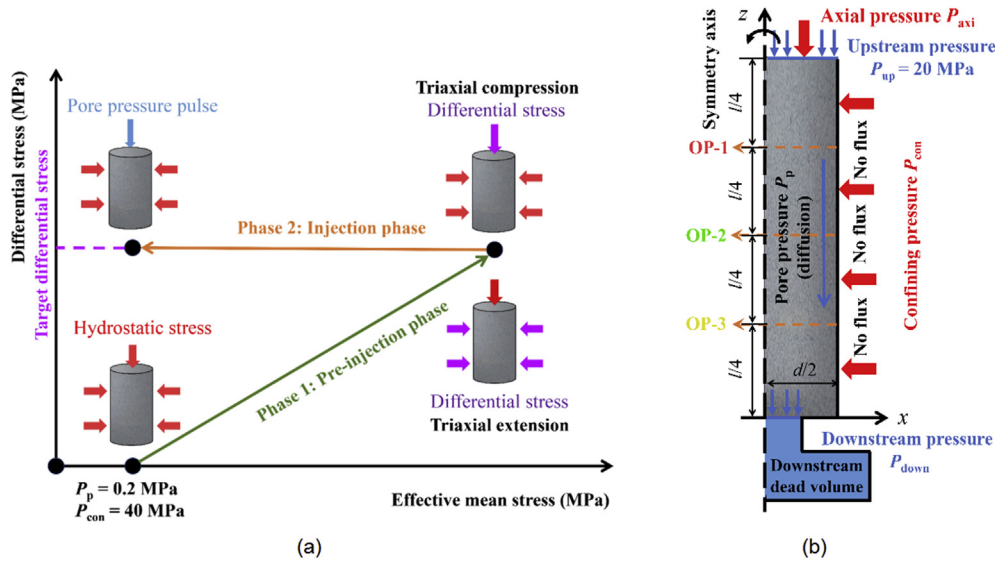 Differential stress (MPa)
Target differential stress
Pore pressure pulse
Triaxial compression
Differential stress
Phase 2: Injection phase
Hydrostatic stress
Phase 1: Pre-injection phase
Differential stress
Triaxial extension
Pp = 0.2 MPa
Pcon = 40 MPa
Effective mean stress (MPa)
(a)
z
Axial pressure Paxi
Upstream pressure
Pup = 20 MPa
Symmetry axis
l/4
OP-1
l/4
OP-2
l/4
OP-3
l/4
Pore pressure Pp
(diffusion)
No flux
No flux
No flux
Confining pressure Pcon
d/2
x
Downstream pressure
Pdown
Downstream
dead volume
(b)